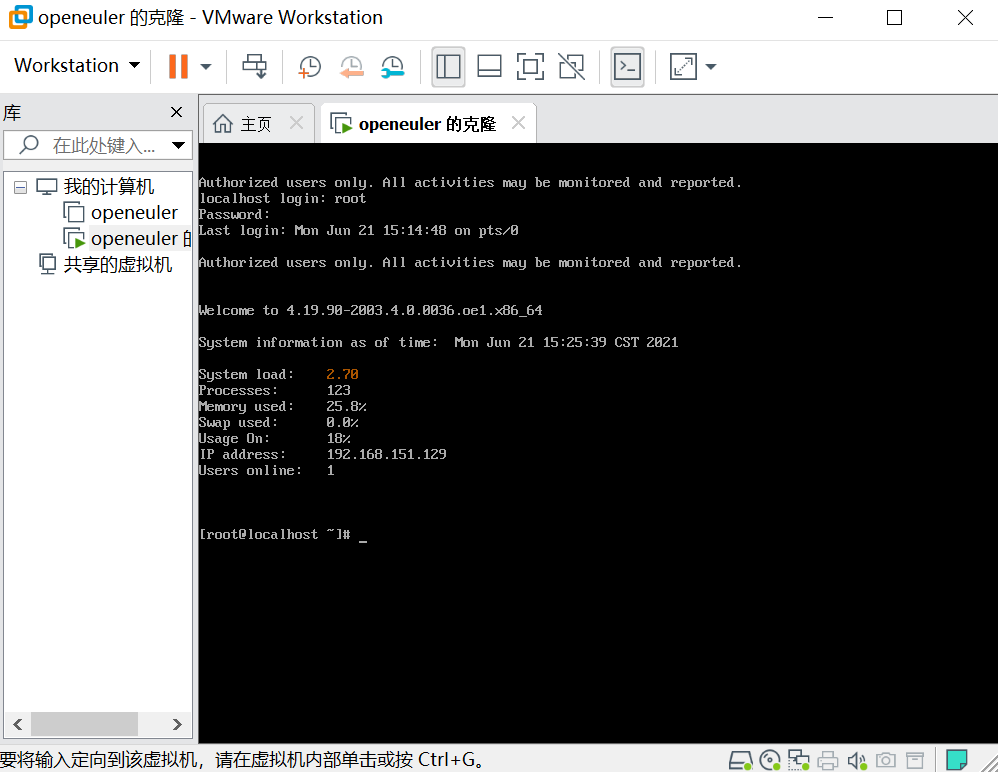 openeuler 的克隆 - VMware Workstation
Workstation
库
主页
openeuler 的克隆
在此处键入...
我的计算机
openeuler
openeuler 的
共享的虚拟机
Authorized users only. All activities may be monitored and reported.
localhost login: root
Password:
Last login: Mon Jun 21 15:14:48 on pts/0
Authorized users only. All activities may be monitored and reported.
Welcome to 4.19.90-2003.4.0.0036.oe1.x86_64
System information as of time:  Mon Jun 21 15:25:39 CST 2021
System load:    2.70
Processes:      123
Memory used:    25.8%
Swap used:      0.0%
Usage On:       18%
IP address:     192.168.151.129
Users online:   1
[root@localhost ~]# _
要将输入定向到该虚拟机，请在虚拟机内部单击或按 Ctrl+G。